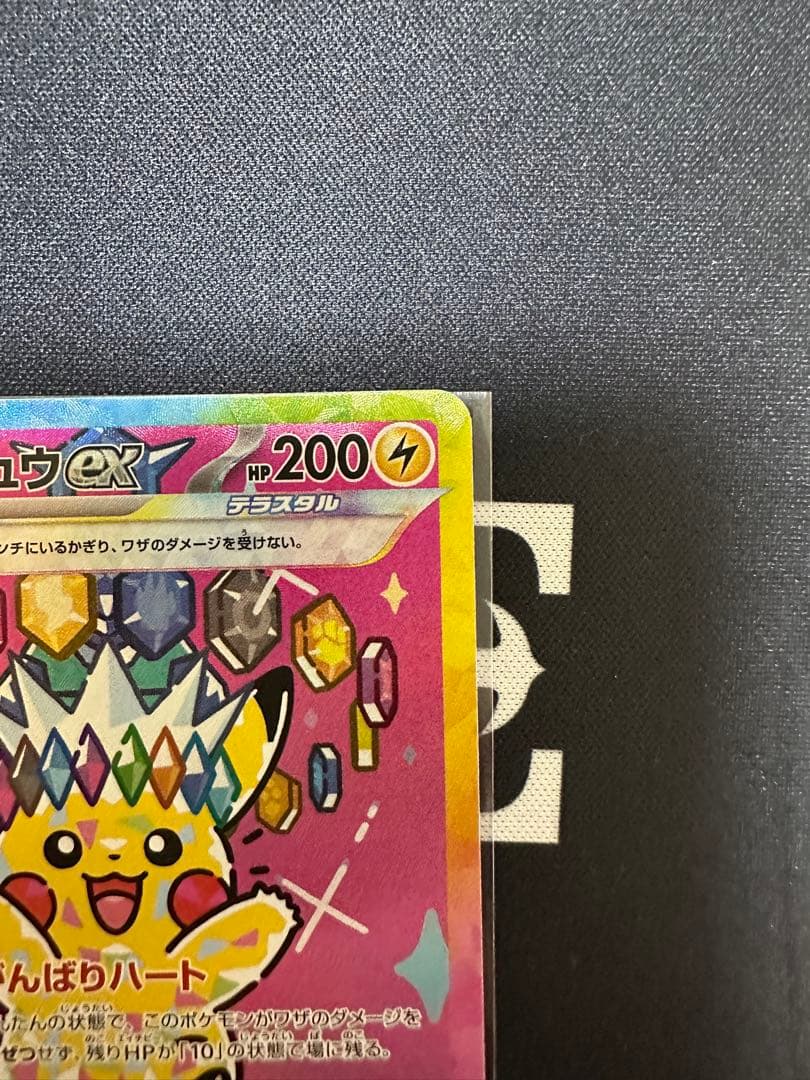 ュウex HP200
テラスタル
ンチにいるかぎり、ワザのダメージを受けない。
E
がんばりハート
たんの状態で、このポケモンがワザのダメージを
ぜつせず、残りHPが「10」の状態で場に残る。